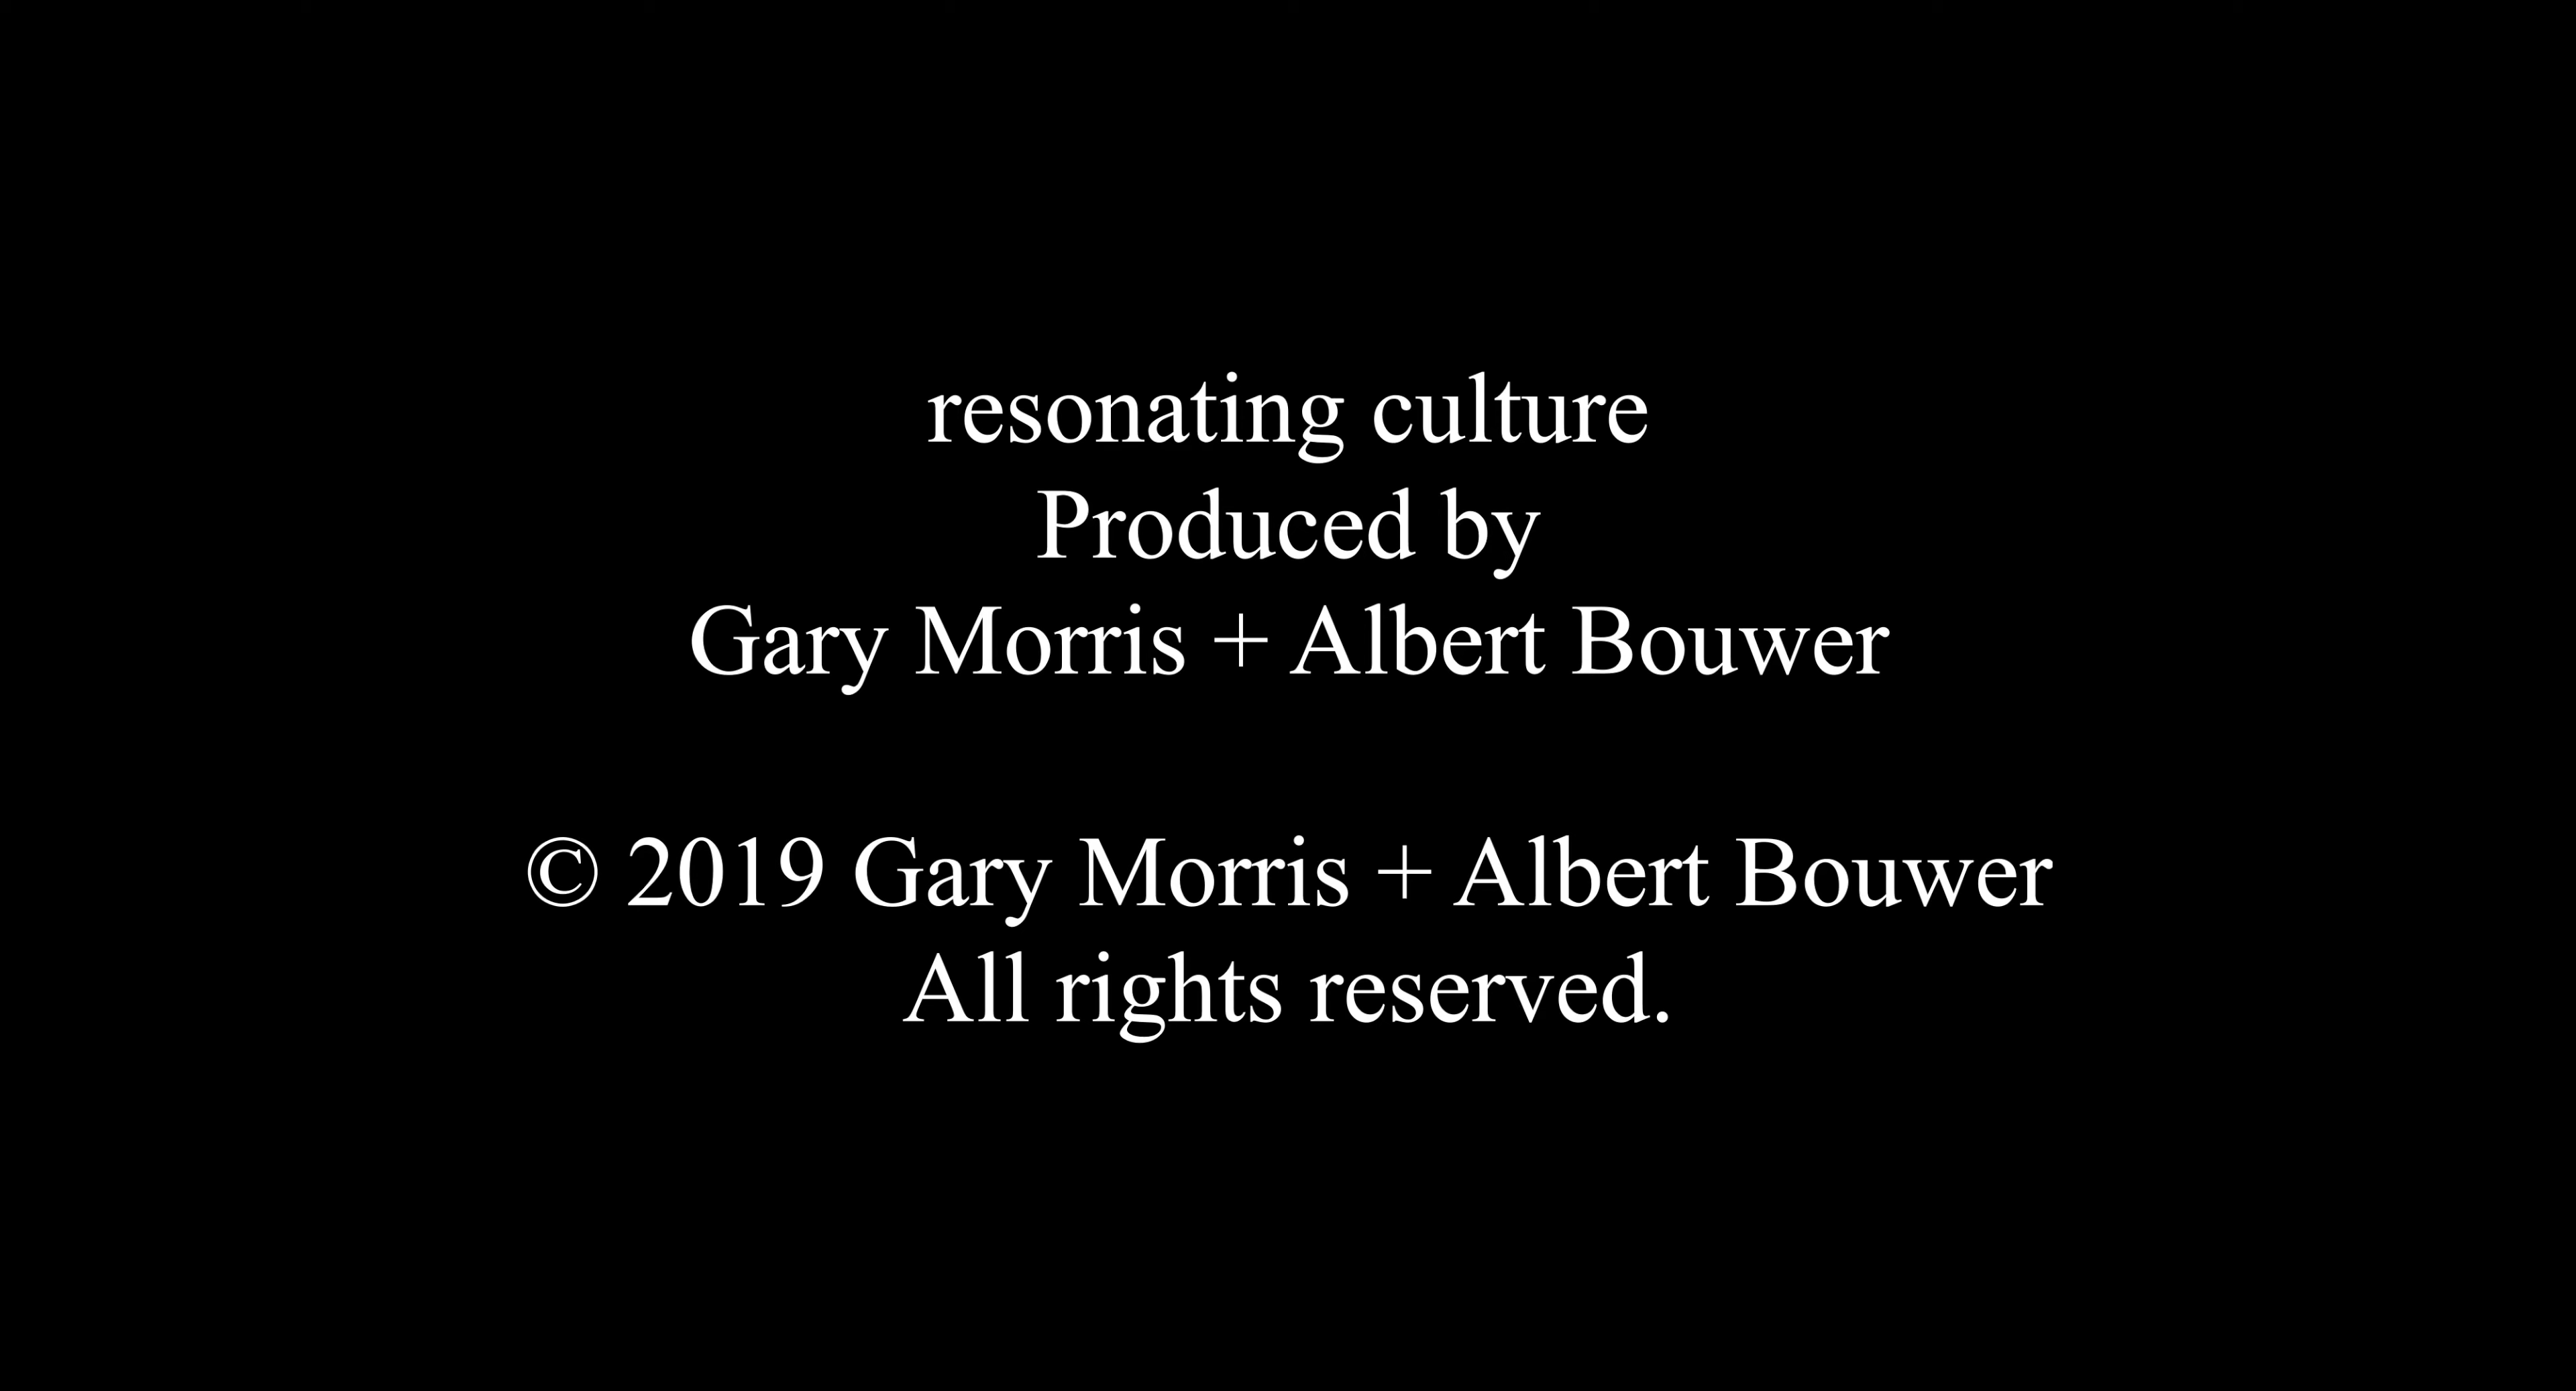 resonating culture
Produced by
Gary Morris + Albert Bouwer
© 2019 Gary Morris + Albert Bouwer
All rights reserved.